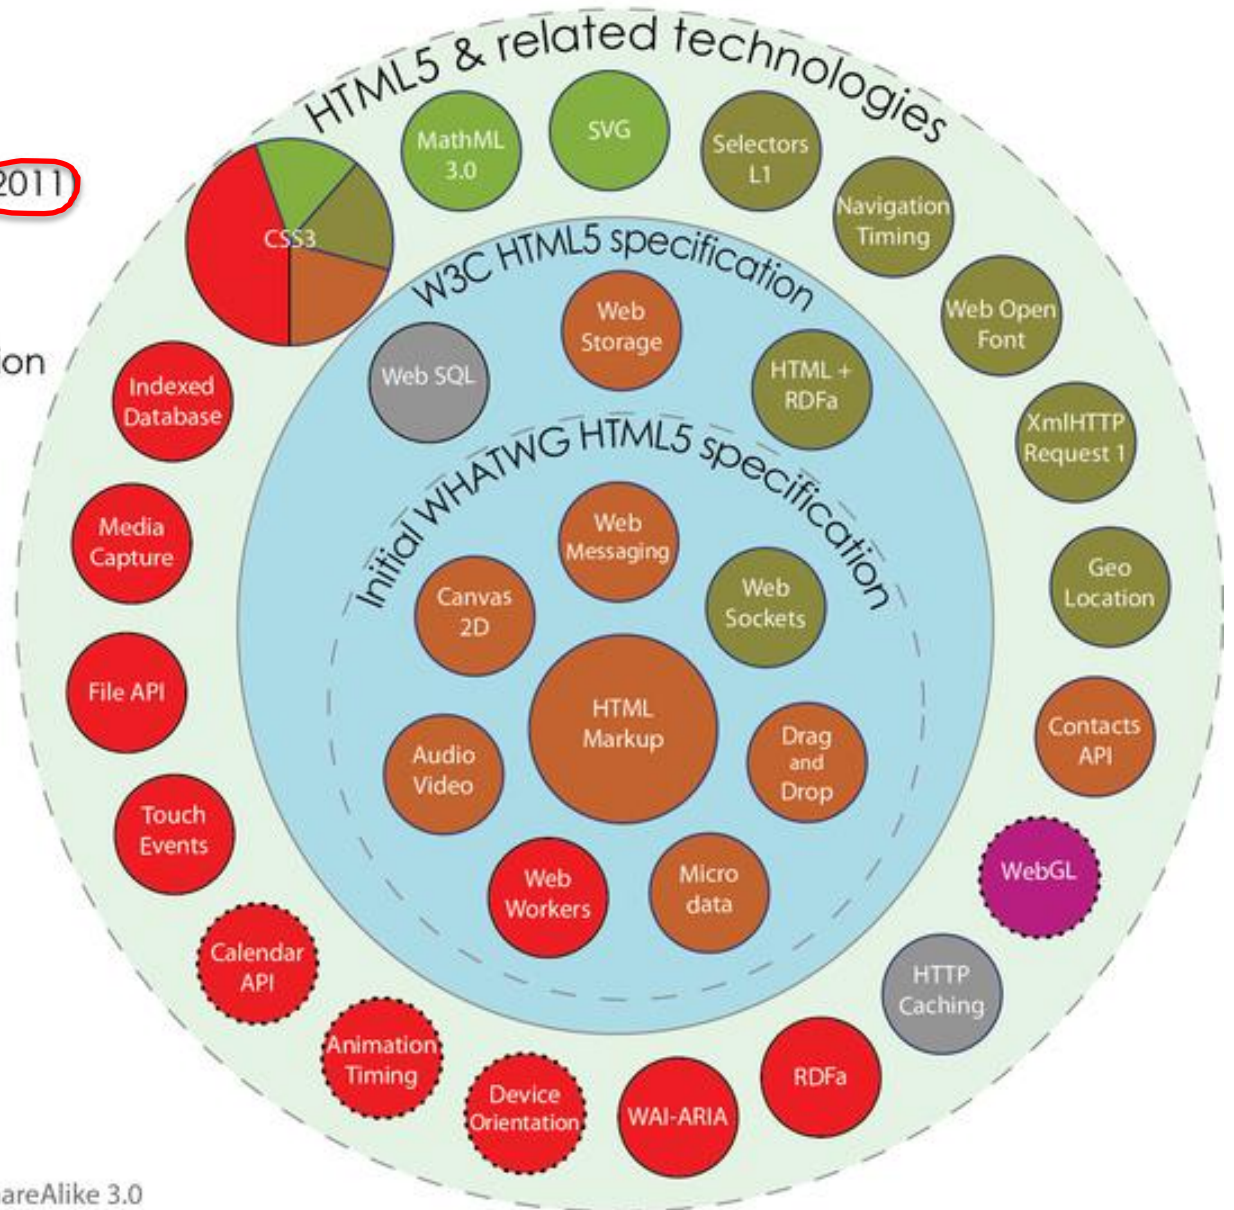 HTML5 & related technologies
2011
MathML
3.0
SVG
Selectors
L1
Navigation
Timing
CSS3
W3C HTML5 specification
Web
Storage
Web Open
Font
Web SQL
HTML +
RDFa
Indexed
Database
XmlHTTP
Request 1
Initial WHATWG HTML5 specification
Media
Capture
Web
Messaging
Canvas
2D
Web
Sockets
Geo
Location
File API
HTML
Markup
Contacts
API
Audio
Video
Drag
and
Drop
Touch
Events
Web
Workers
Micro
data
WebGL
Calendar
API
HTTP
Caching
Animation
Timing
Device
Orientation
WAI-ARIA
RDFa
areAlike 3.0